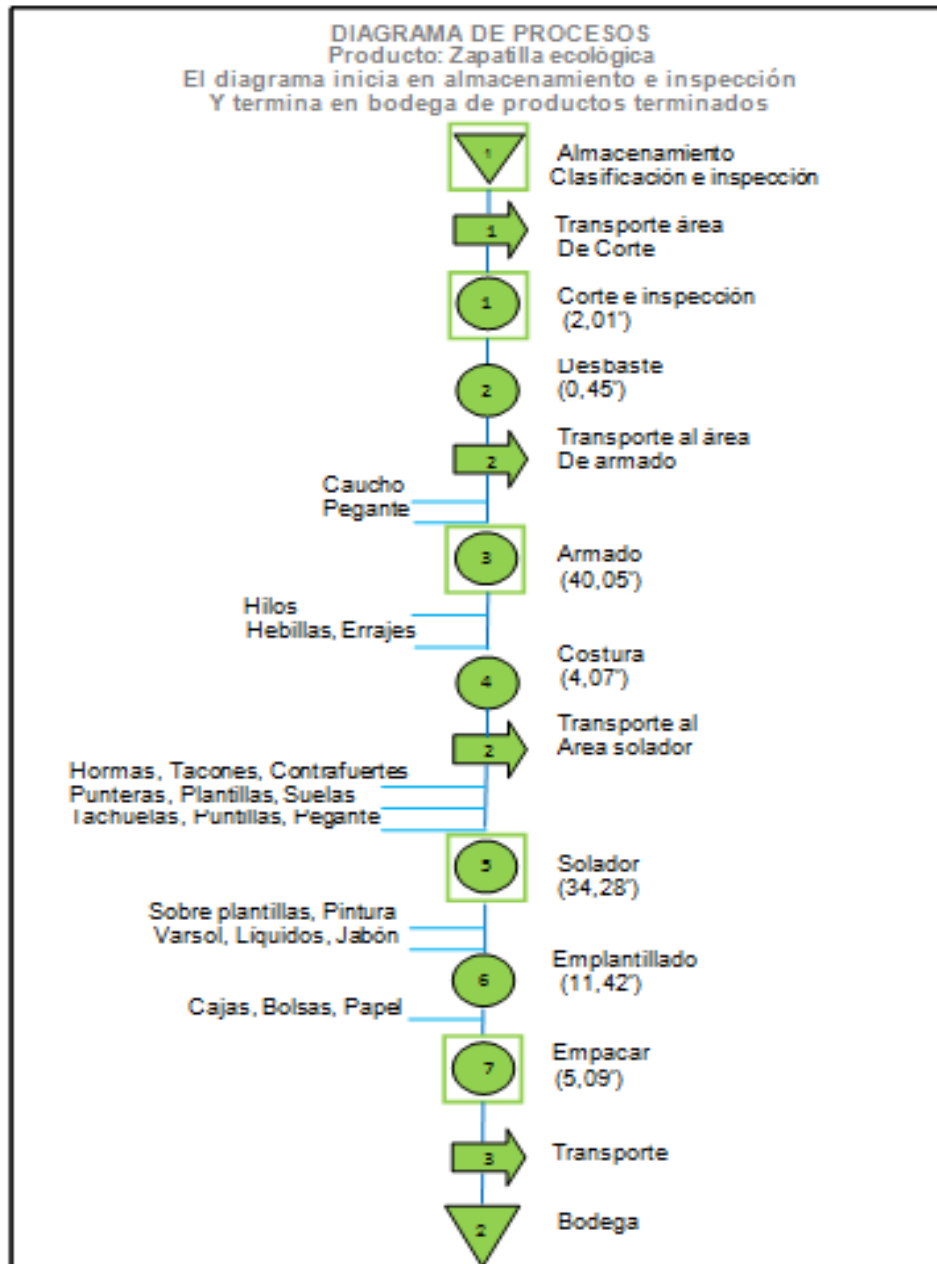 DIAGRAMA DE PROCESOS
Producto: Zapatilla ecológica
El diagrama inicia en almacenamiento e inspección
Y termina en bodega de productos terminados
1
Almacenamiento
Clasificación e inspección
1
Transporte área
De Corte
1
Corte e inspección
(2,01")
2
Desbaste
(0,45")
2
Transporte al área
De armado
Caucho
Pegante
3
Armado
(40,05")
Hilos
Hebillas, Errajes
4
Costura
(4,07")
2
Transporte al
Area solador
Hormas, Tacones, Contrafuertes
Punteras, Plantillas, Suelas
Tachuelas, Puntillas, Pegante
5
Solador
(34,28")
Sobre plantillas, Pintura
Varsol, Líquidos, Jabón
6
Emplantillado
(11,42")
Cajas, Bolsas, Papel
7
Empacar
(5,09")
3
Transporte
2
Bodega